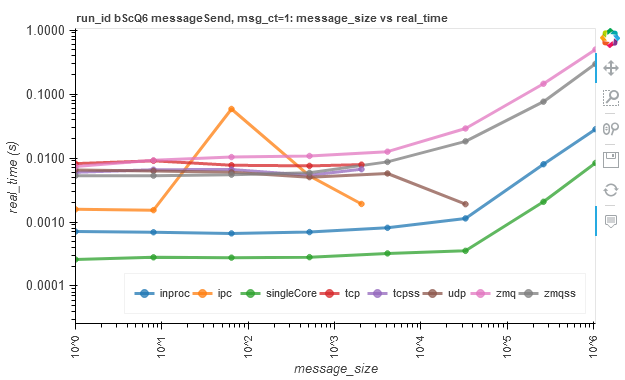 run_id bScQ6 messageSend, msg_ct=1: message_size vs real_time
1.0000
0.1000
0.0100
0.0010
0.0001
real_time (s)
inproc ipc singleCore tcp tcpss udp zmq zmqss
10^0 10^1 10^2 10^3 10^4 10^5 10^6
message_size